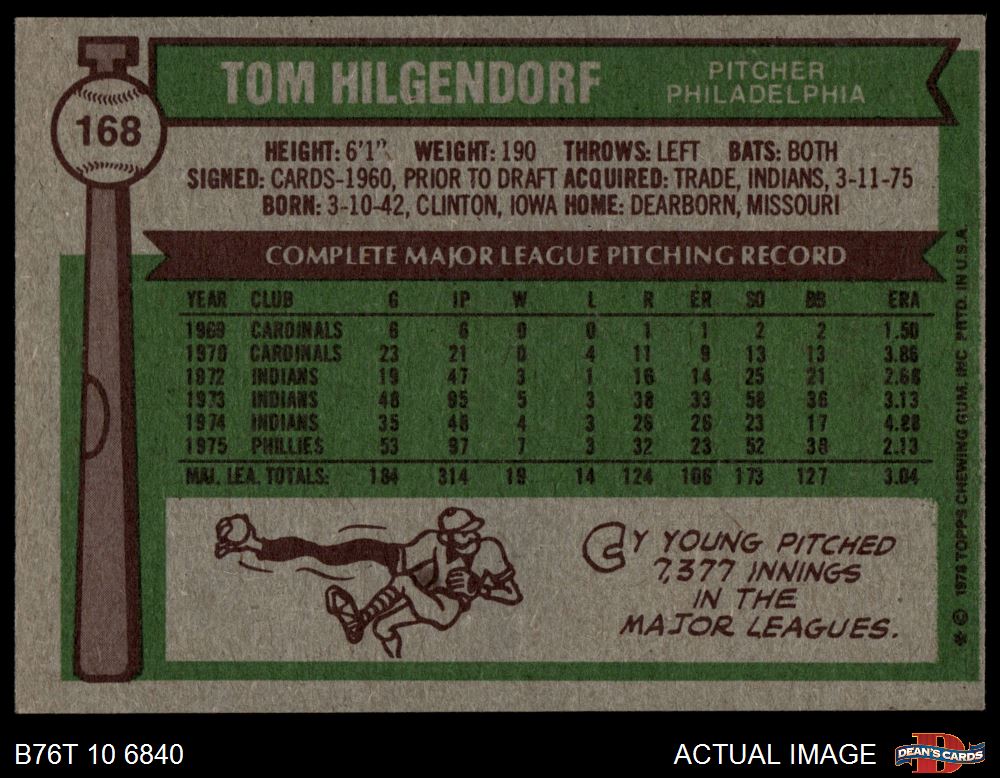 168
TOM HILGENDORF
PITCHER
PHILADELPHIA
HEIGHT: 6'1" WEIGHT: 190 THROWS: LEFT BATS: BOTH
SIGNED: CARDS-1960, PRIOR TO DRAFT ACQUIRED: TRADE, INDIANS, 3-11-75
BORN: 3-10-42, CLINTON, IOWA HOME: DEARBORN, MISSOURI
COMPLETE MAJOR LEAGUE PITCHING RECORD
YEAR CLUB G IP W L R ER SO BB ERA
1969 CARDINALS 6 6 0 0 1 1 2 2 1.50
1970 CARDINALS 23 21 0 4 11 9 13 13 3.86
1972 INDIANS 19 47 3 1 16 14 25 21 2.68
1973 INDIANS 48 95 5 3 38 33 58 36 3.13
1974 INDIANS 35 48 4 3 26 26 23 17 4.88
1975 PHILLIES 53 97 7 3 32 23 52 38 2.13
MAJ. LEA. TOTALS: 184 314 19 14 124 106 173 127 3.04
CY YOUNG PITCHED
7,377 INNINGS
IN THE
MAJOR LEAGUES.
* © 1976 TOPPS CHEWING GUM, INC. PRTD. IN U.S.A.
B76T 10 6840
ACTUAL IMAGE
DEAN'S CARDS